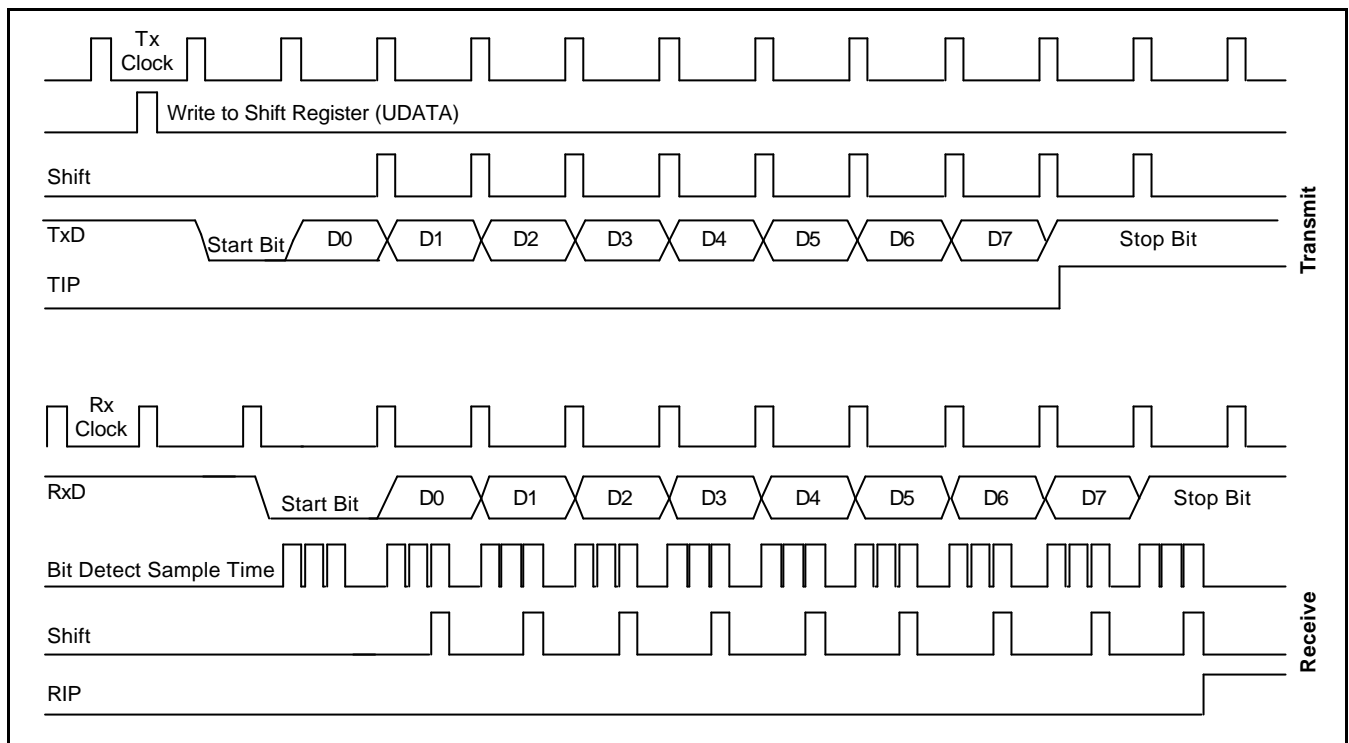 Tx
Clock
Write to Shift Register (UDATA)
Shift
TxD
Start Bit
D0
D1
D2
D3
D4
D5
D6
D7
Stop Bit
TIP
Transmit
Rx
Clock
RxD
Start Bit
D0
D1
D2
D3
D4
D5
D6
D7
Stop Bit
Bit Detect Sample Time
Shift
RIP
Receive